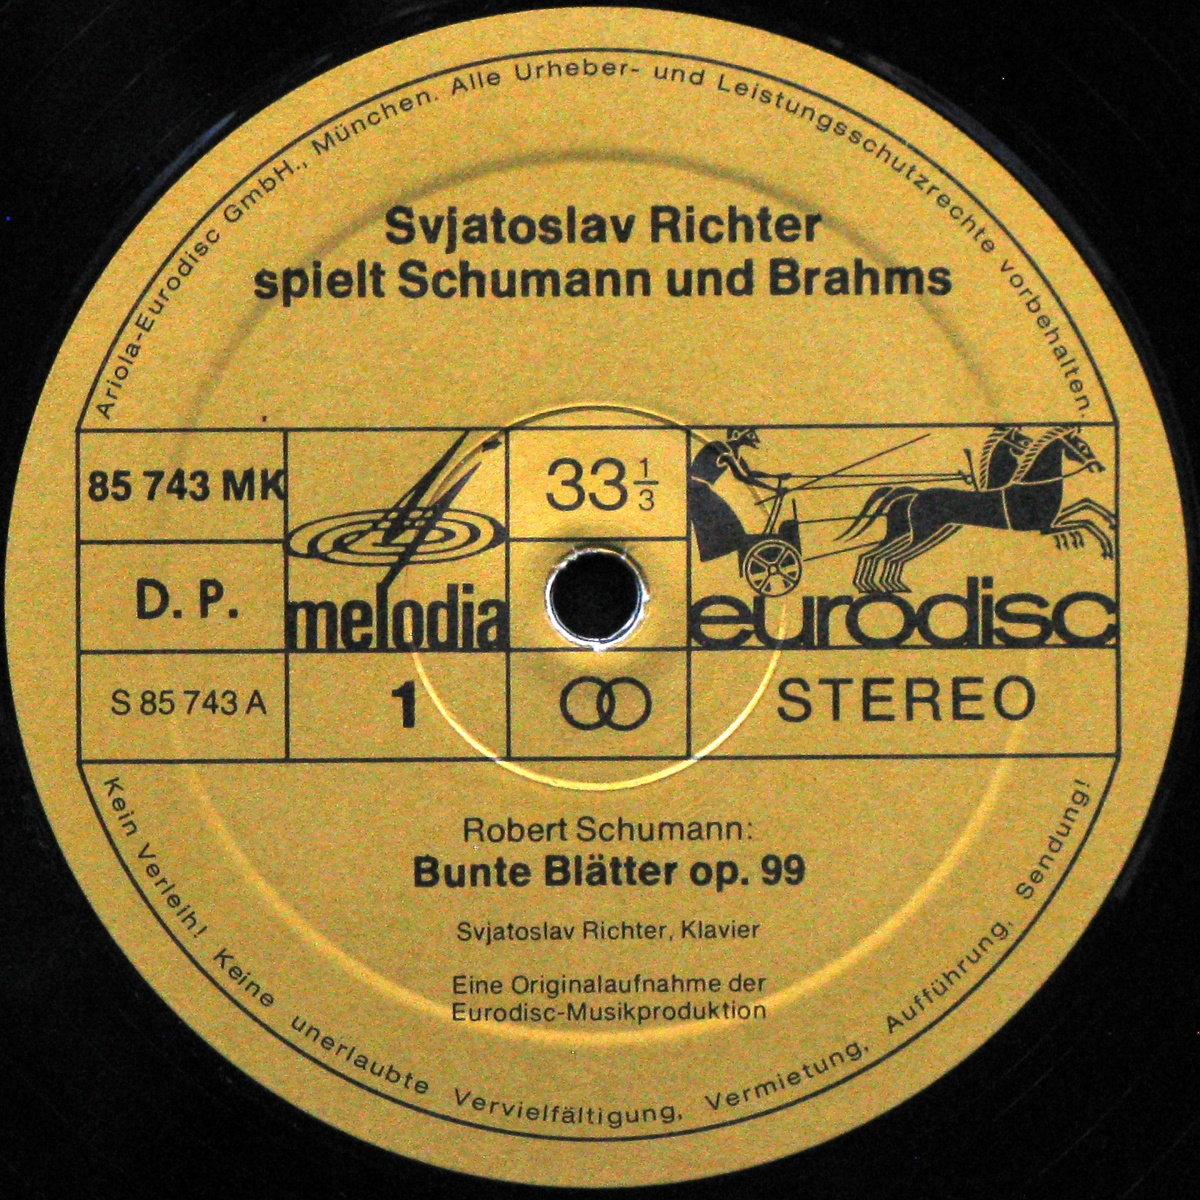 Ariola-Eurodisc GmbH., München. Alle Urheber- und Leistungsschutzrechte vorbehalten.
Svjatoslav Richter
spielt Schumann und Brahms
85 743 MK
33 1/3
D. P.
melodia
eurodisc
S 85 743 A
1
STEREO
Robert Schumann:
Bunte Blätter op. 99
Svjatoslav Richter, Klavier
Eine Originalaufnahme der
Eurodisc-Musikproduktion
Kein Verleih! Keine unerlaubte Vervielfältigung, Vermietung, Aufführung, Sendung!